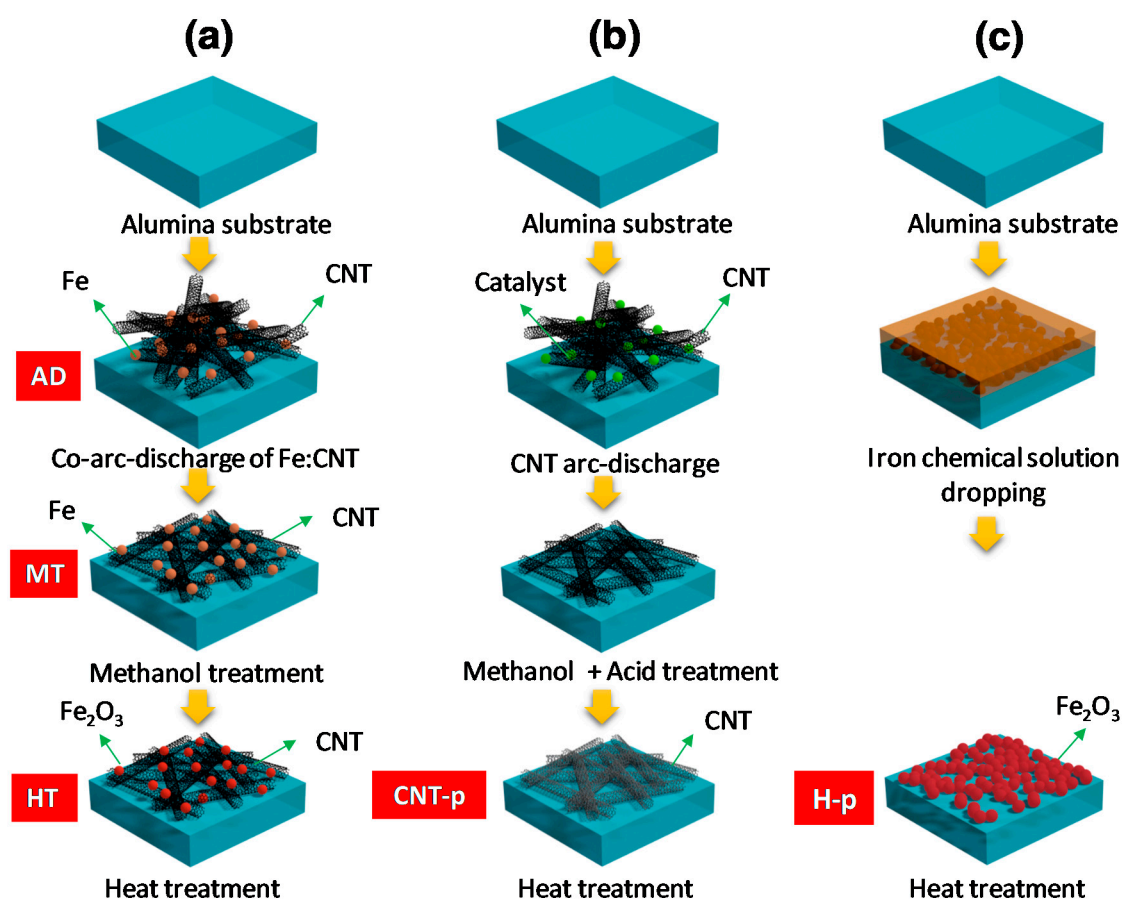 (a)
Alumina substrate
Fe
CNT
AD
Co-arc-discharge of Fe:CNT
Fe
CNT
MT
Methanol treatment
Fe₂O₃
CNT
HT
Heat treatment
(b)
Alumina substrate
Catalyst
CNT
CNT arc-discharge
Methanol + Acid treatment
CNT
CNT-p
Heat treatment
(c)
Alumina substrate
Iron chemical solution
dropping
Fe₂O₃
H-p
Heat treatment